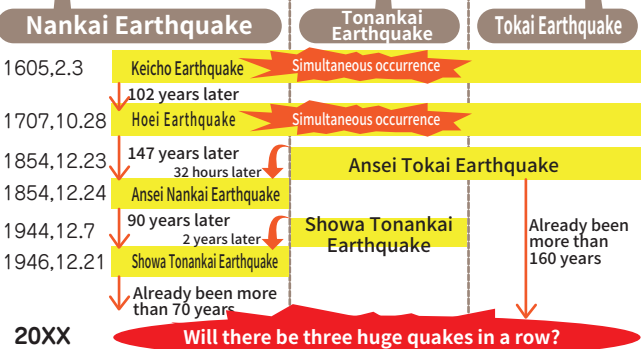 Nankai Earthquake
Tonankai
Earthquake
Tokai Earthquake
1605,2.3
Keicho Earthquake
Simultaneous occurrence
102 years later
1707,10.28
Hoei Earthquake
Simultaneous occurrence
1854,12.23
147 years later
32 hours later
Ansei Tokai Earthquake
1854,12.24
Ansei Nankai Earthquake
1944,12.7
90 years later
2 years later
Showa Tonankai
Earthquake
Already been
more than
160 years
1946,12.21
Showa Tonankai Earthquake
Already been more
than 70 years
20XX
Will there be three huge quakes in a row?